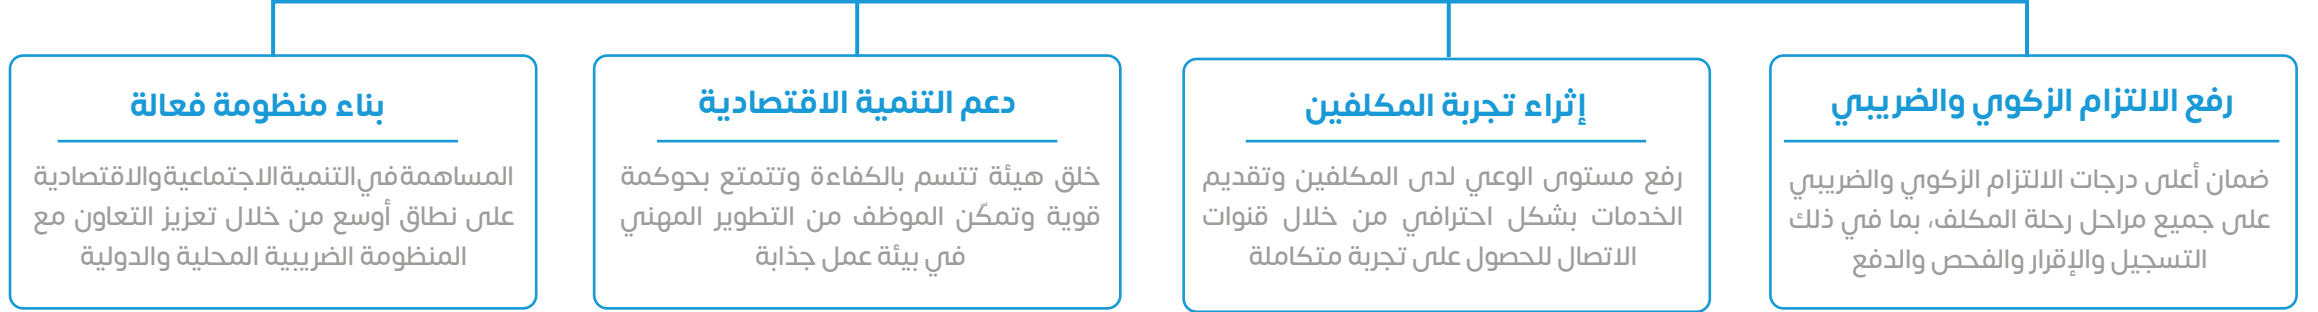 رفع الالتزام الزكوي والضريبي
ضمان أعلى درجات الالتزام الزكوي والضريبي
على جميع مراحل رحلة المكلف، بما في ذلك
التسجيل والإقرار والفحص والدفع
إثراء تجربة المكلفين
رفع مستوى الوعي لدى المكلفين وتقديم
الخدمات بشكل احترافي من خلال قنوات
الاتصال للحصول على تجربة متكاملة
دعم التنمية الاقتصادية
خلق هيئة تتسم بالكفاءة وتتمتع بحوكمة
قوية وتمكّن الموظف من التطوير المهني
في بيئة عمل جذابة
بناء منظومة فعالة
المساهمة في التنمية الاجتماعية والاقتصادية
على نطاق أوسع من خلال تعزيز التعاون مع
المنظومة الضريبية المحلية والدولية